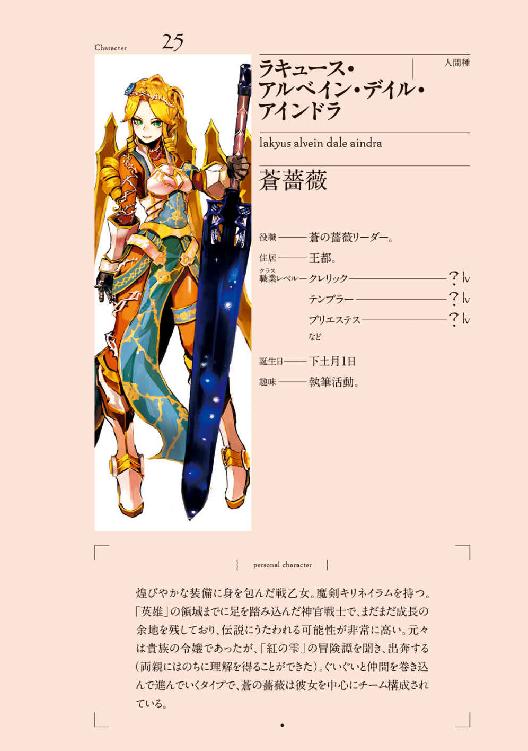 Character 25
ラキュース・
アルベイン・デイル・
アインドラ
人間種
lakyus alvein dale aindra
蒼薔薇
役職――蒼の薔薇リーダー。
住居――王都。
クラス
職業レベル―クレリック――?lv
テンプラー――?lv
プリエステス――?lv
など
誕生日――下土月1日
趣味――執筆活動。
personal character
煌びやかな装備に身を包んだ戦乙女。魔剣キリネイラムを持つ。
「英雄」の領域までに足を踏み込んだ神官戦士で、まだまだ成長の
余地を残しており、伝説にうたわれる可能性が非常に高い。元々
は貴族の令嬢であったが、「紅の雫」の冒険譚を聞き、出奔する
(両親にはのちに理解を得ることができた)。ぐいぐいと仲間を巻き込
んで進んでいくタイプで、蒼の薔薇は彼女を中心にチーム構成され
ている。